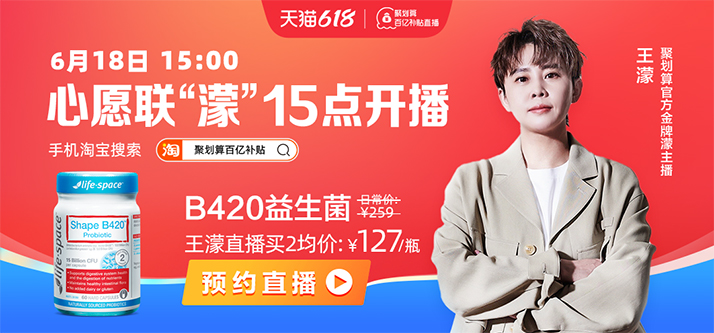 天猫618
聚划算
百亿补贴直播
6月18日 15:00
心愿联“濛”15点开播
手机淘宝搜索
淘
聚划算百亿补贴
王濛
聚划算官方金牌濛主播
life-space
Shape B420
Probiotic
2
life-space
B420益生菌
日常价:
¥259
王濛直播买2均价:¥127/瓶
预约直播